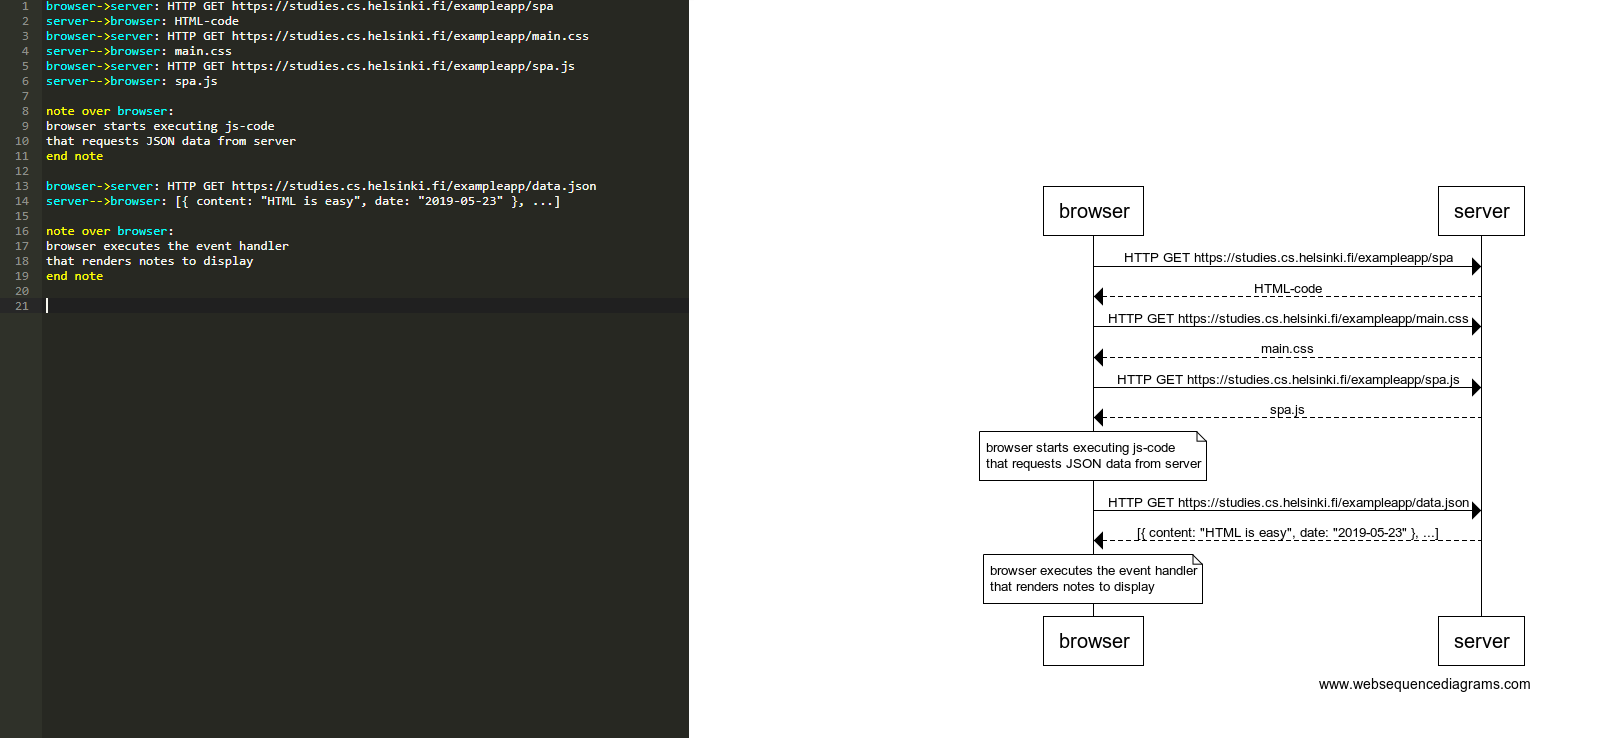 1 browser->server: HTTP GET https://studies.cs.helsinki.fi/exampleapp/spa
2 server-->browser: HTML-code
3 browser->server: HTTP GET https://studies.cs.helsinki.fi/exampleapp/main.css
4 server-->browser: main.css
5 browser->server: HTTP GET https://studies.cs.helsinki.fi/exampleapp/spa.js
6 server-->browser: spa.js
7
8 note over browser:
9 browser starts executing js-code
10 that requests JSON data from server
11 end note
12
13 browser->server: HTTP GET https://studies.cs.helsinki.fi/exampleapp/data.json
14 server-->browser: [{ content: "HTML is easy", date: "2019-05-23" }, ...]
15
16 note over browser:
17 browser executes the event handler
18 that renders notes to display
19 end note
20
21
browser server
HTTP GET https://studies.cs.helsinki.fi/exampleapp/spa
HTML-code
HTTP GET https://studies.cs.helsinki.fi/exampleapp/main.css
main.css
HTTP GET https://studies.cs.helsinki.fi/exampleapp/spa.js
spa.js
browser starts executing js-code
that requests JSON data from server
HTTP GET https://studies.cs.helsinki.fi/exampleapp/data.json
[{ content: "HTML is easy", date: "2019-05-23" }, ...]
browser executes the event handler
that renders notes to display
browser server
www.websequencediagrams.com